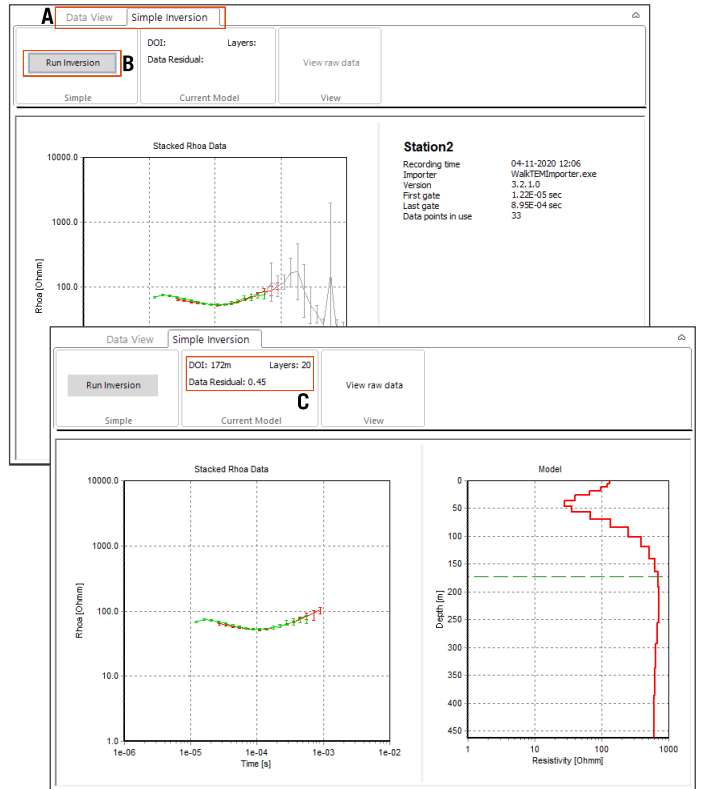 A Data View Simple Inversion
Run Inversion B
Simple
DOI: Layers:
Data Residual:
Current Model
View raw data
View
Stacked Rhoa Data
10000.0
1000.0
100.0
Rhoa [Ohmm]
Station2
Recording time 04-11-2020 12:06
Importer WalkTEMImporter.exe
Version 3.2.1.0
First gate 1.22E-05 sec
Last gate 8.95E-04 sec
Data points in use 33
Data View Simple Inversion
Run Inversion
Simple
DOI: 172m Layers: 20
Data Residual: 0.45
C
Current Model
View raw data
View
Stacked Rhoa Data
10000.0
1000.0
100.0
10.0
1.0
Rhoa [Ohmm]
1e-06 1e-05 1e-04 1e-03 1e-02
Time [s]
Model
0
50
100
150
200
250
300
350
400
450
Depth [m]
1 10 100 1000
Resistivity [Ohmm]